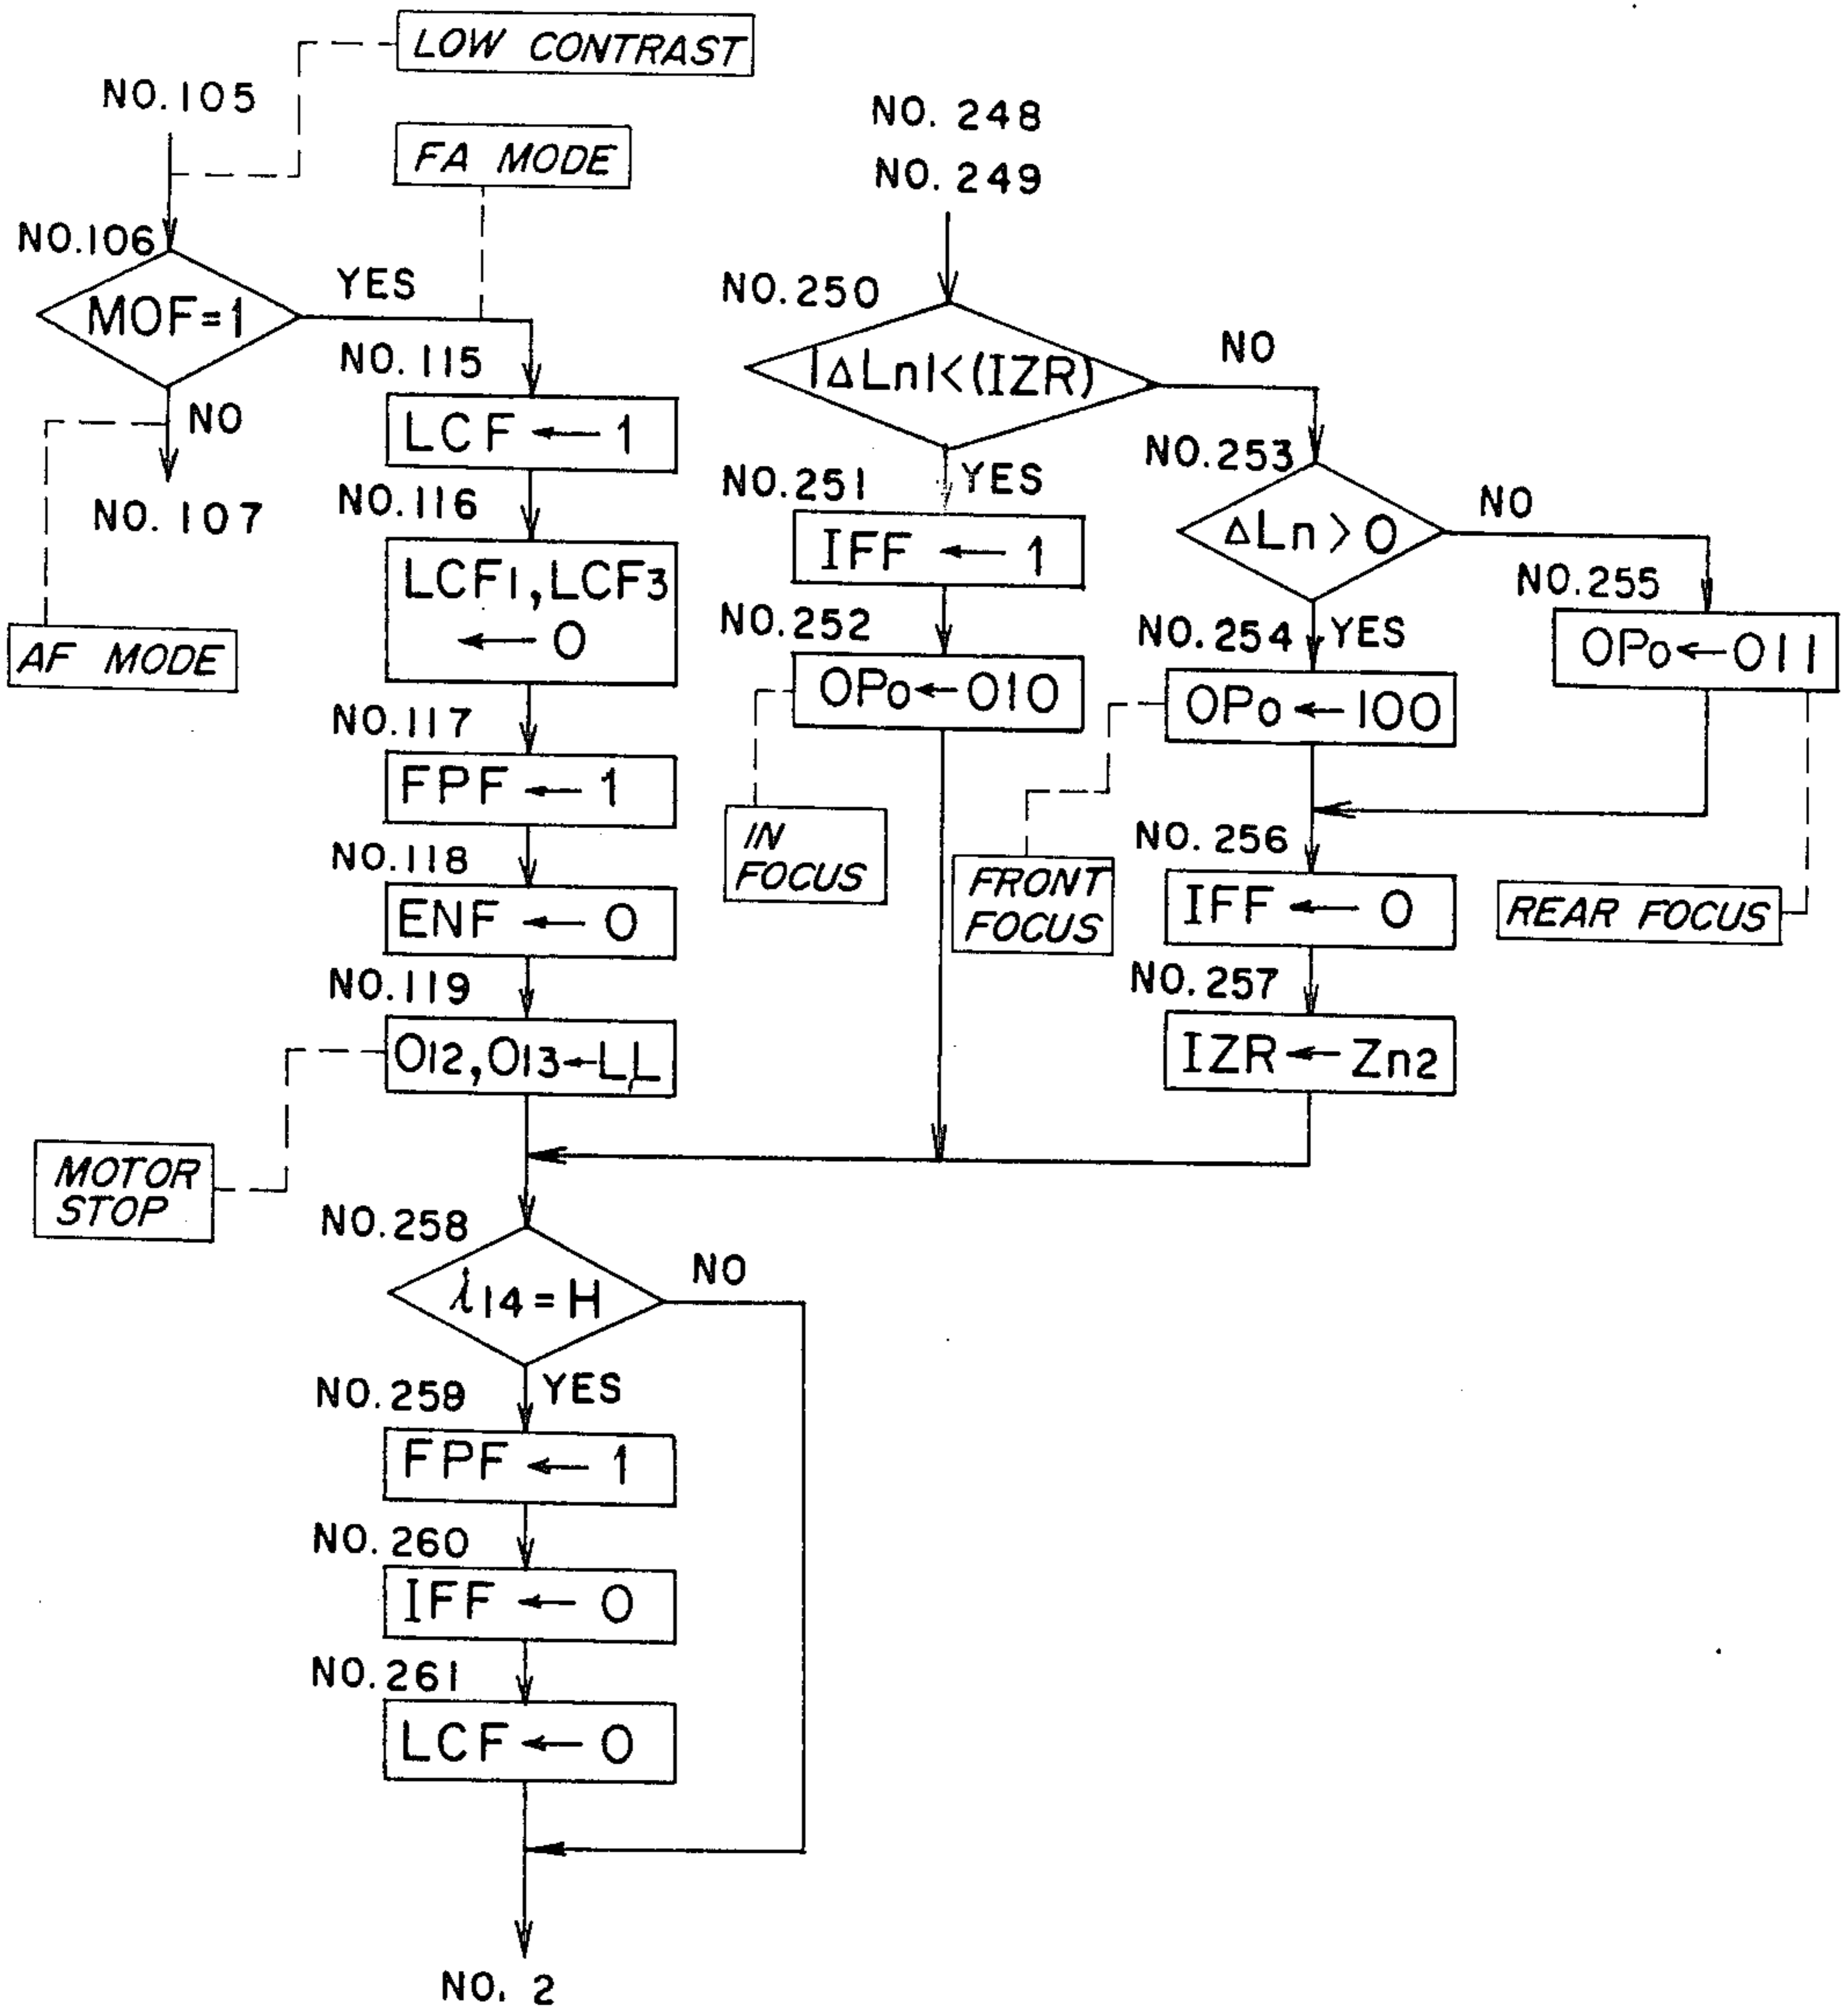 LOW CONTRAST
NO.105
FA MODE
NO.106
MOF=1
YES
NO
NO.107
AF MODE
NO.115
LCF ← 1
NO.116
LCF1, LCF3
← 0
NO.117
FPF ← 1
NO.118
ENF ← 0
NO.119
O12, O13←LL
MOTOR
STOP
NO. 248
NO. 249
NO.250
|ΔLn|<(IZR)
NO
YES
NO.251
IFF ← 1
NO.252
OPo←010
IN
FOCUS
NO.253
ΔLn > 0
NO
YES
NO.254
OPo ← 100
FRONT
FOCUS
NO.255
OPo←011
REAR FOCUS
NO.256
IFF ← 0
NO.257
IZR ← Zn2
NO.258
i14 = H
NO
YES
NO.259
FPF ← 1
NO. 260
IFF ← 0
NO.261
LCF ← 0
NO. 2